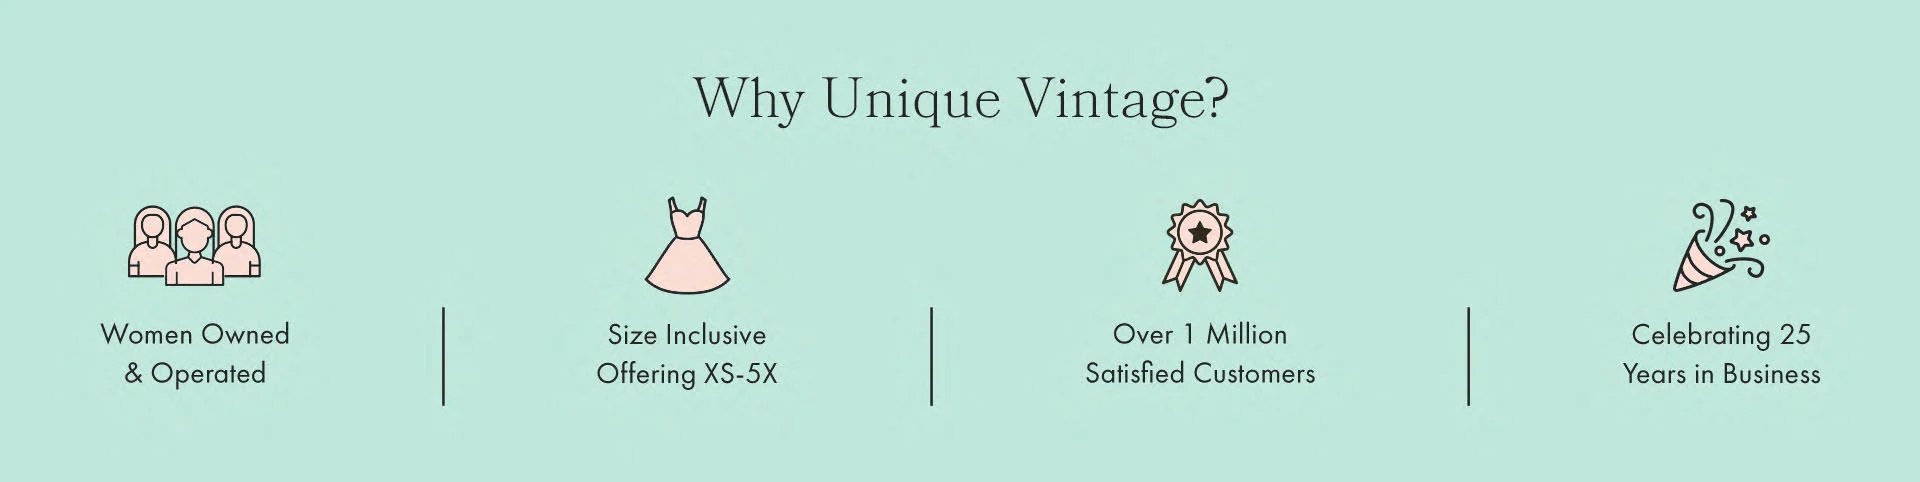 Why Unique Vintage?
Women Owned
& Operated
Size Inclusive
Offering XS-5X
Over 1 Million
Satisfied Customers
Celebrating 25
Years in Business